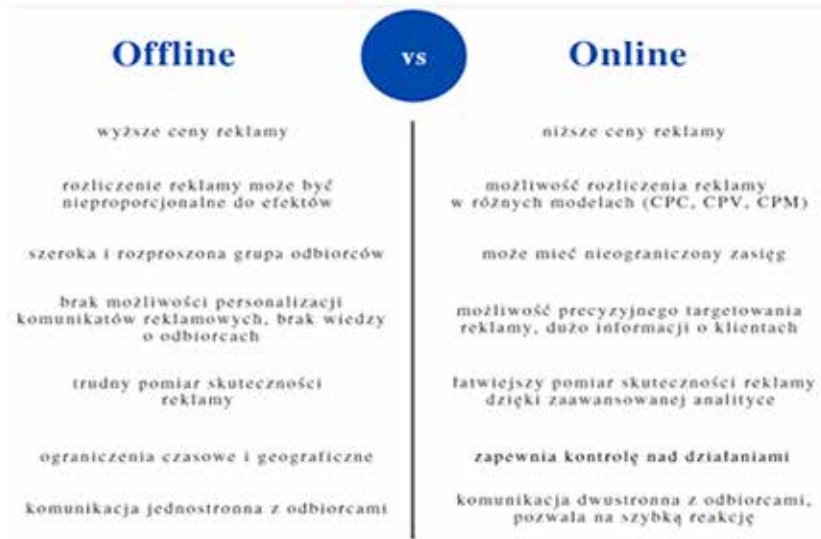 Offline
vs
Online
wyższe ceny reklamy
rozliczenie reklamy może być
nieproporcjonalne do efektów
szeroka i rozproszona grupa odbiorców
brak możliwości personalizacji
komunikatów reklamowych, brak wiedzy
o odbiorcach
trudny pomiar skuteczności
reklamy
ograniczenia czasowe i geograficzne
komunikacja jednostronna z odbiorcami
niższe ceny reklamy
możliwość rozliczenia reklamy
w różnych modelach (CPC, CPV, CPM)
może mieć nieograniczony zasięg
możliwość precyzyjnego targetowania
reklamy, dużo informacji o klientach
łatwiejszy pomiar skuteczności reklamy
dzięki zaawansowanej analityce
zapewnia kontrolę nad działaniami
komunikacja dwustronna z odbiorcami,
pozwala na szybką reakcję